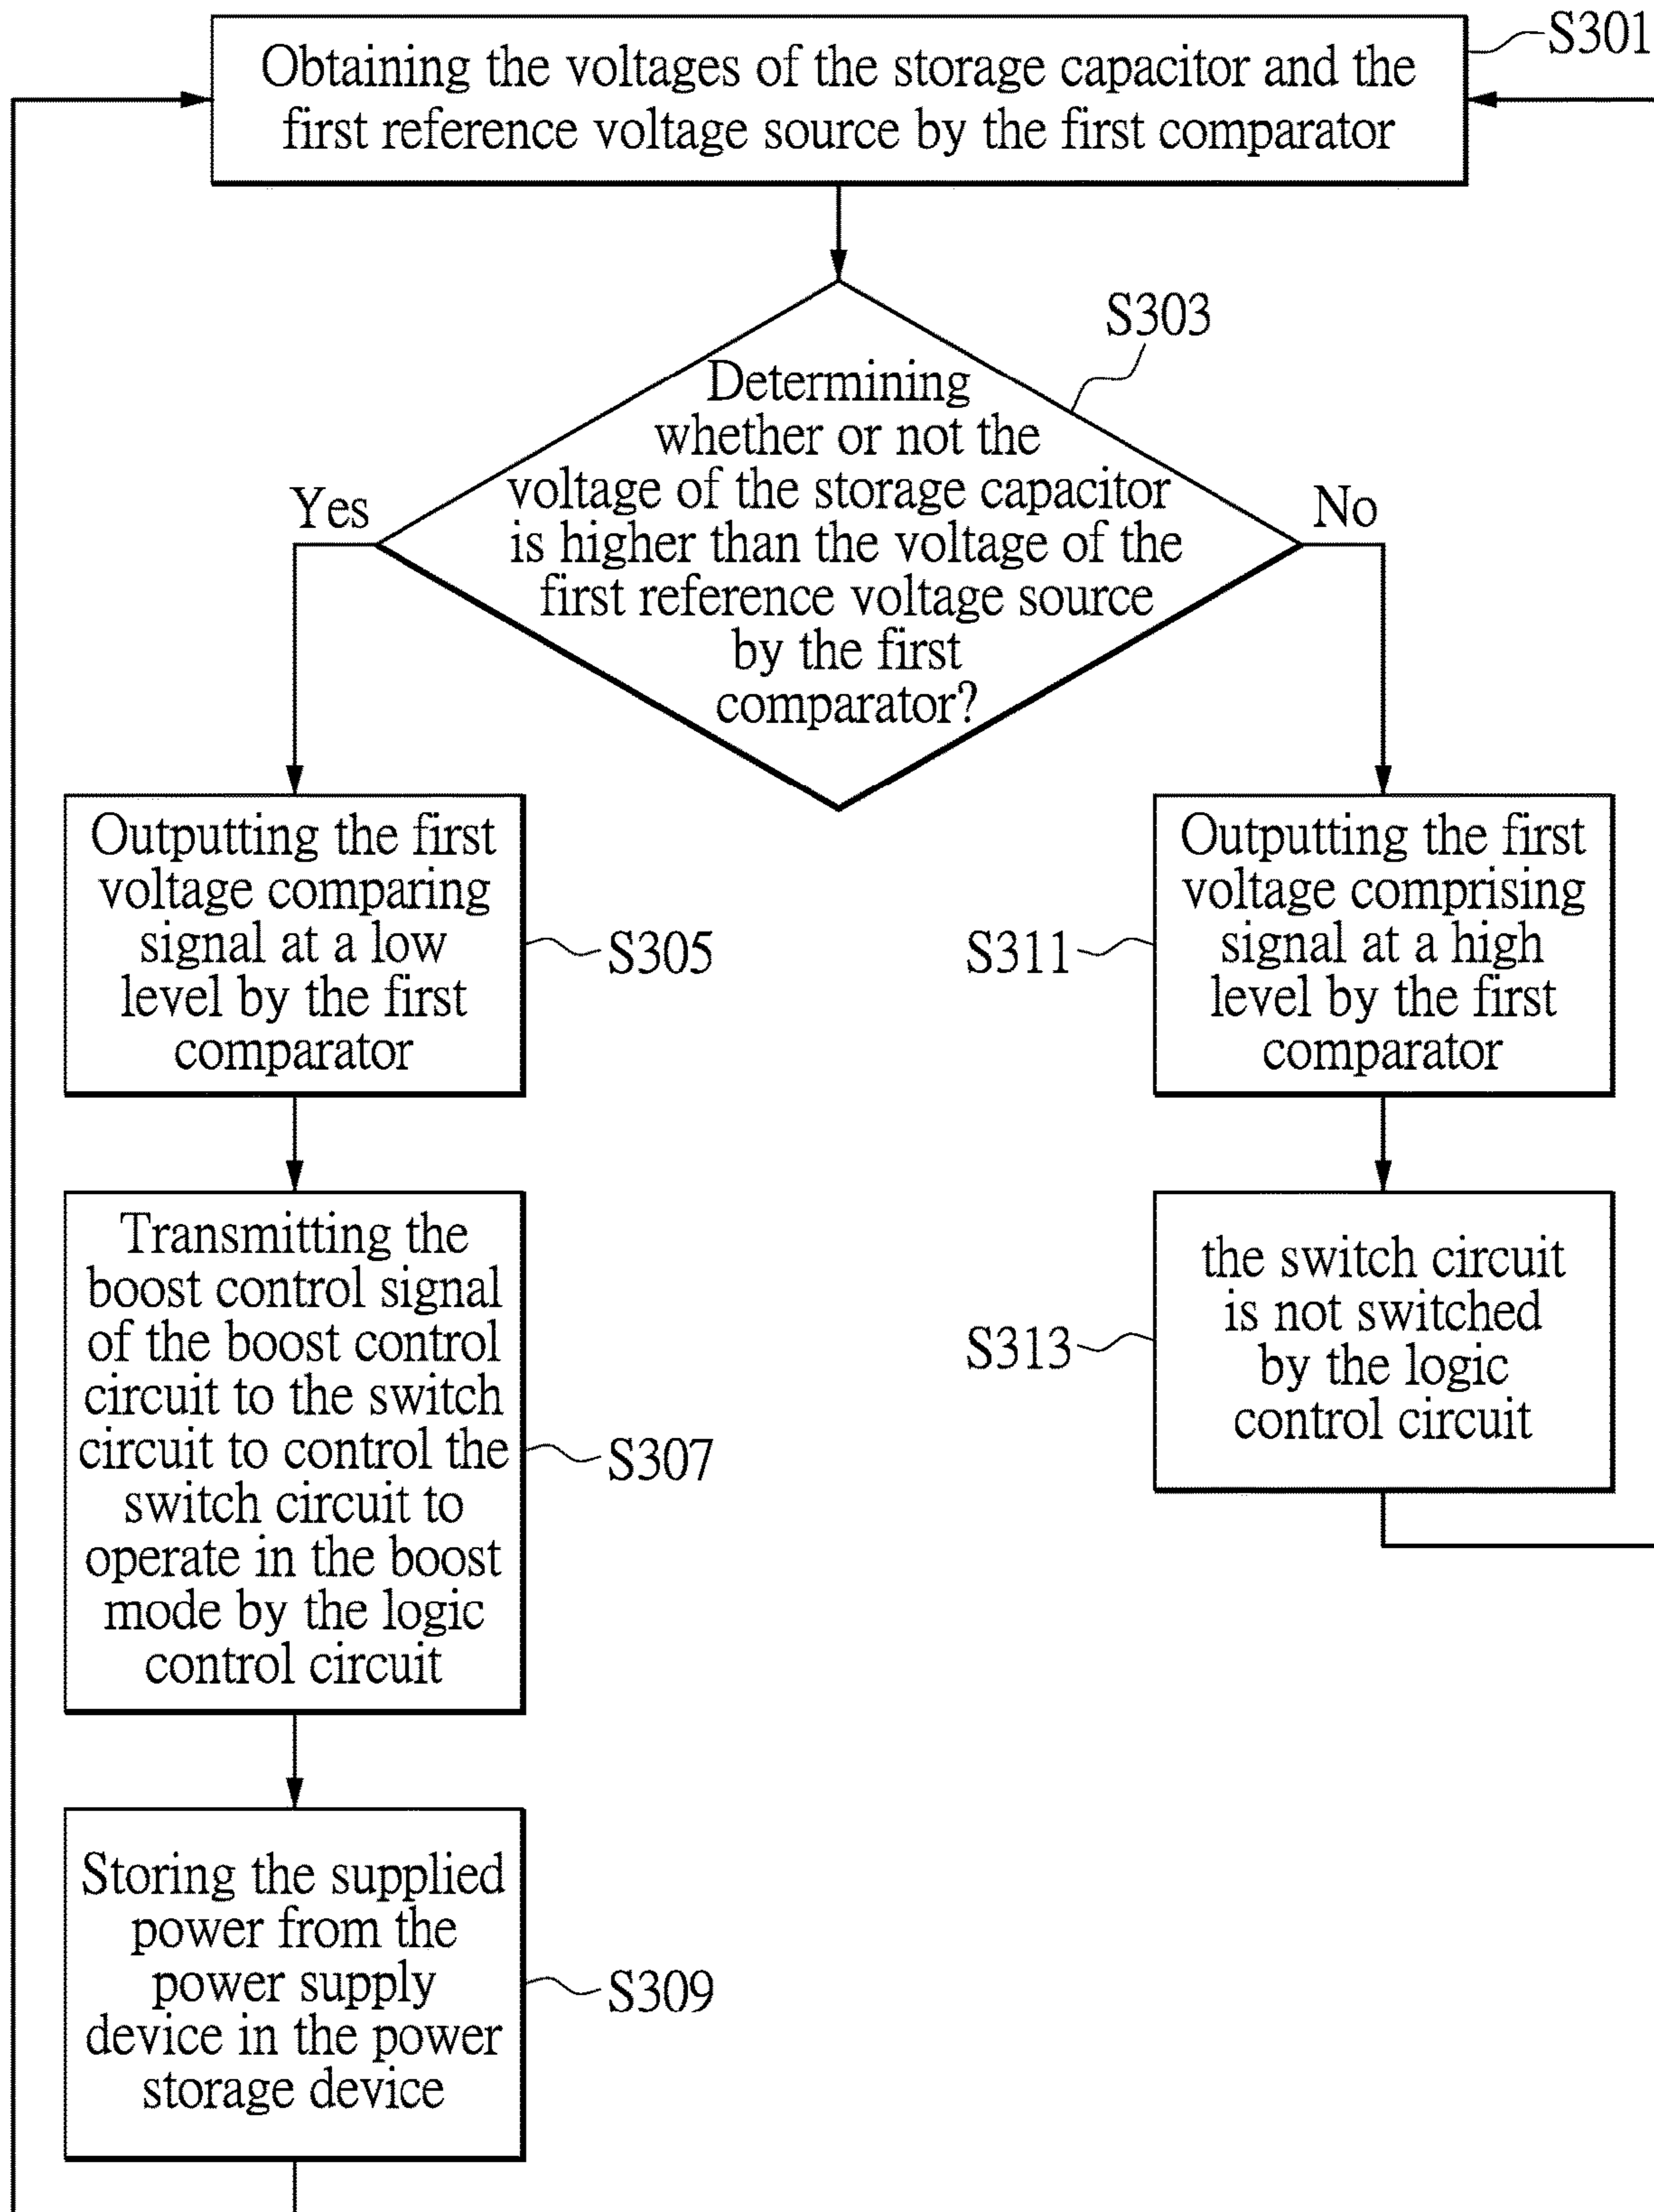 S301
Obtaining the voltages of the storage capacitor and the
first reference voltage source by the first comparator
S303
Determining
whether or not the
voltage of the storage capacitor
is higher than the voltage of the
first reference voltage source
by the first
comparator?
Yes
No
Outputting the first
voltage comparing
signal at a low
level by the first
comparator
S305
Transmitting the
boost control signal
of the boost control
circuit to the switch
circuit to control the
switch circuit to
operate in the boost
mode by the logic
control circuit
S307
Storing the supplied
power from the
power supply
device in the power
storage device
S309
Outputting the first
voltage comprising
signal at a high
level by the first
comparator
S311
the switch circuit
is not switched
by the logic
control circuit
S313